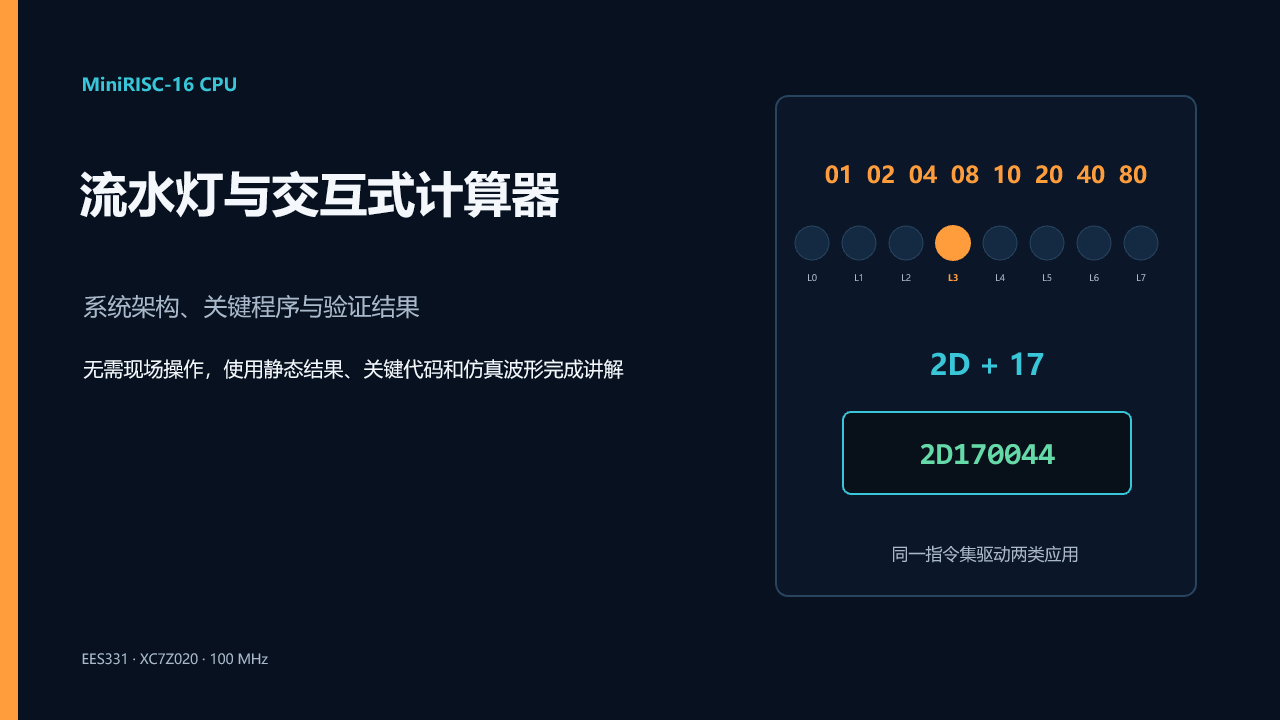 MiniRISC-16 CPU
流水灯与交互式计算器
系统架构、关键程序与验证结果
无需现场操作，使用静态结果、关键代码和仿真波形完成讲解
EES331 · XC7Z020 · 100 MHz
01 02 04 08 10 20 40 80
L0 L1 L2 L3 L4 L5 L6 L7
2D + 17
2D170044
同一指令集驱动两类应用